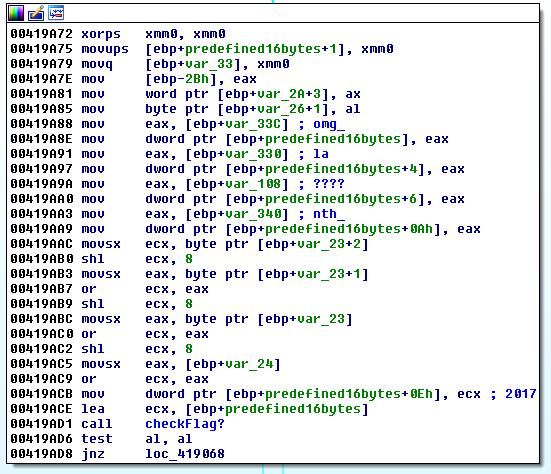 00419A72 xorps xmm0, xmm0
00419A75 movups [ebp+predefined16bytes+1], xmm0
00419A79 movq [ebp+var_33], xmm0
00419A7E mov [ebp-2Bh], eax
00419A81 mov word ptr [ebp+var_2A+3], ax
00419A85 mov byte ptr [ebp+var_26+1], al
00419A88 mov eax, [ebp+var_33C] ; omg_
00419A8E mov dword ptr [ebp+predefined16bytes], eax
00419A91 mov eax, [ebp+var_330] ; la
00419A97 mov dword ptr [ebp+predefined16bytes+4], eax
00419A9A mov eax, [ebp+var_108] ; ????
00419AA0 mov dword ptr [ebp+predefined16bytes+6], eax
00419AA3 mov eax, [ebp+var_340] ; nth_
00419AA9 mov dword ptr [ebp+predefined16bytes+0Ah], eax
00419AAC movsx ecx, byte ptr [ebp+var_23+2]
00419AB0 shl ecx, 8
00419AB3 movsx eax, byte ptr [ebp+var_23+1]
00419AB7 or ecx, eax
00419AB9 shl ecx, 8
00419ABC movsx eax, byte ptr [ebp+var_23]
00419AC0 or ecx, eax
00419AC2 shl ecx, 8
00419AC5 movsx eax, [ebp+var_24]
00419AC9 or ecx, eax
00419ACB mov dword ptr [ebp+predefined16bytes+0Eh], ecx ; 2017
00419ACE lea ecx, [ebp+predefined16bytes]
00419AD1 call checkFlag?
00419AD6 test al, al
00419AD8 jnz loc_419068